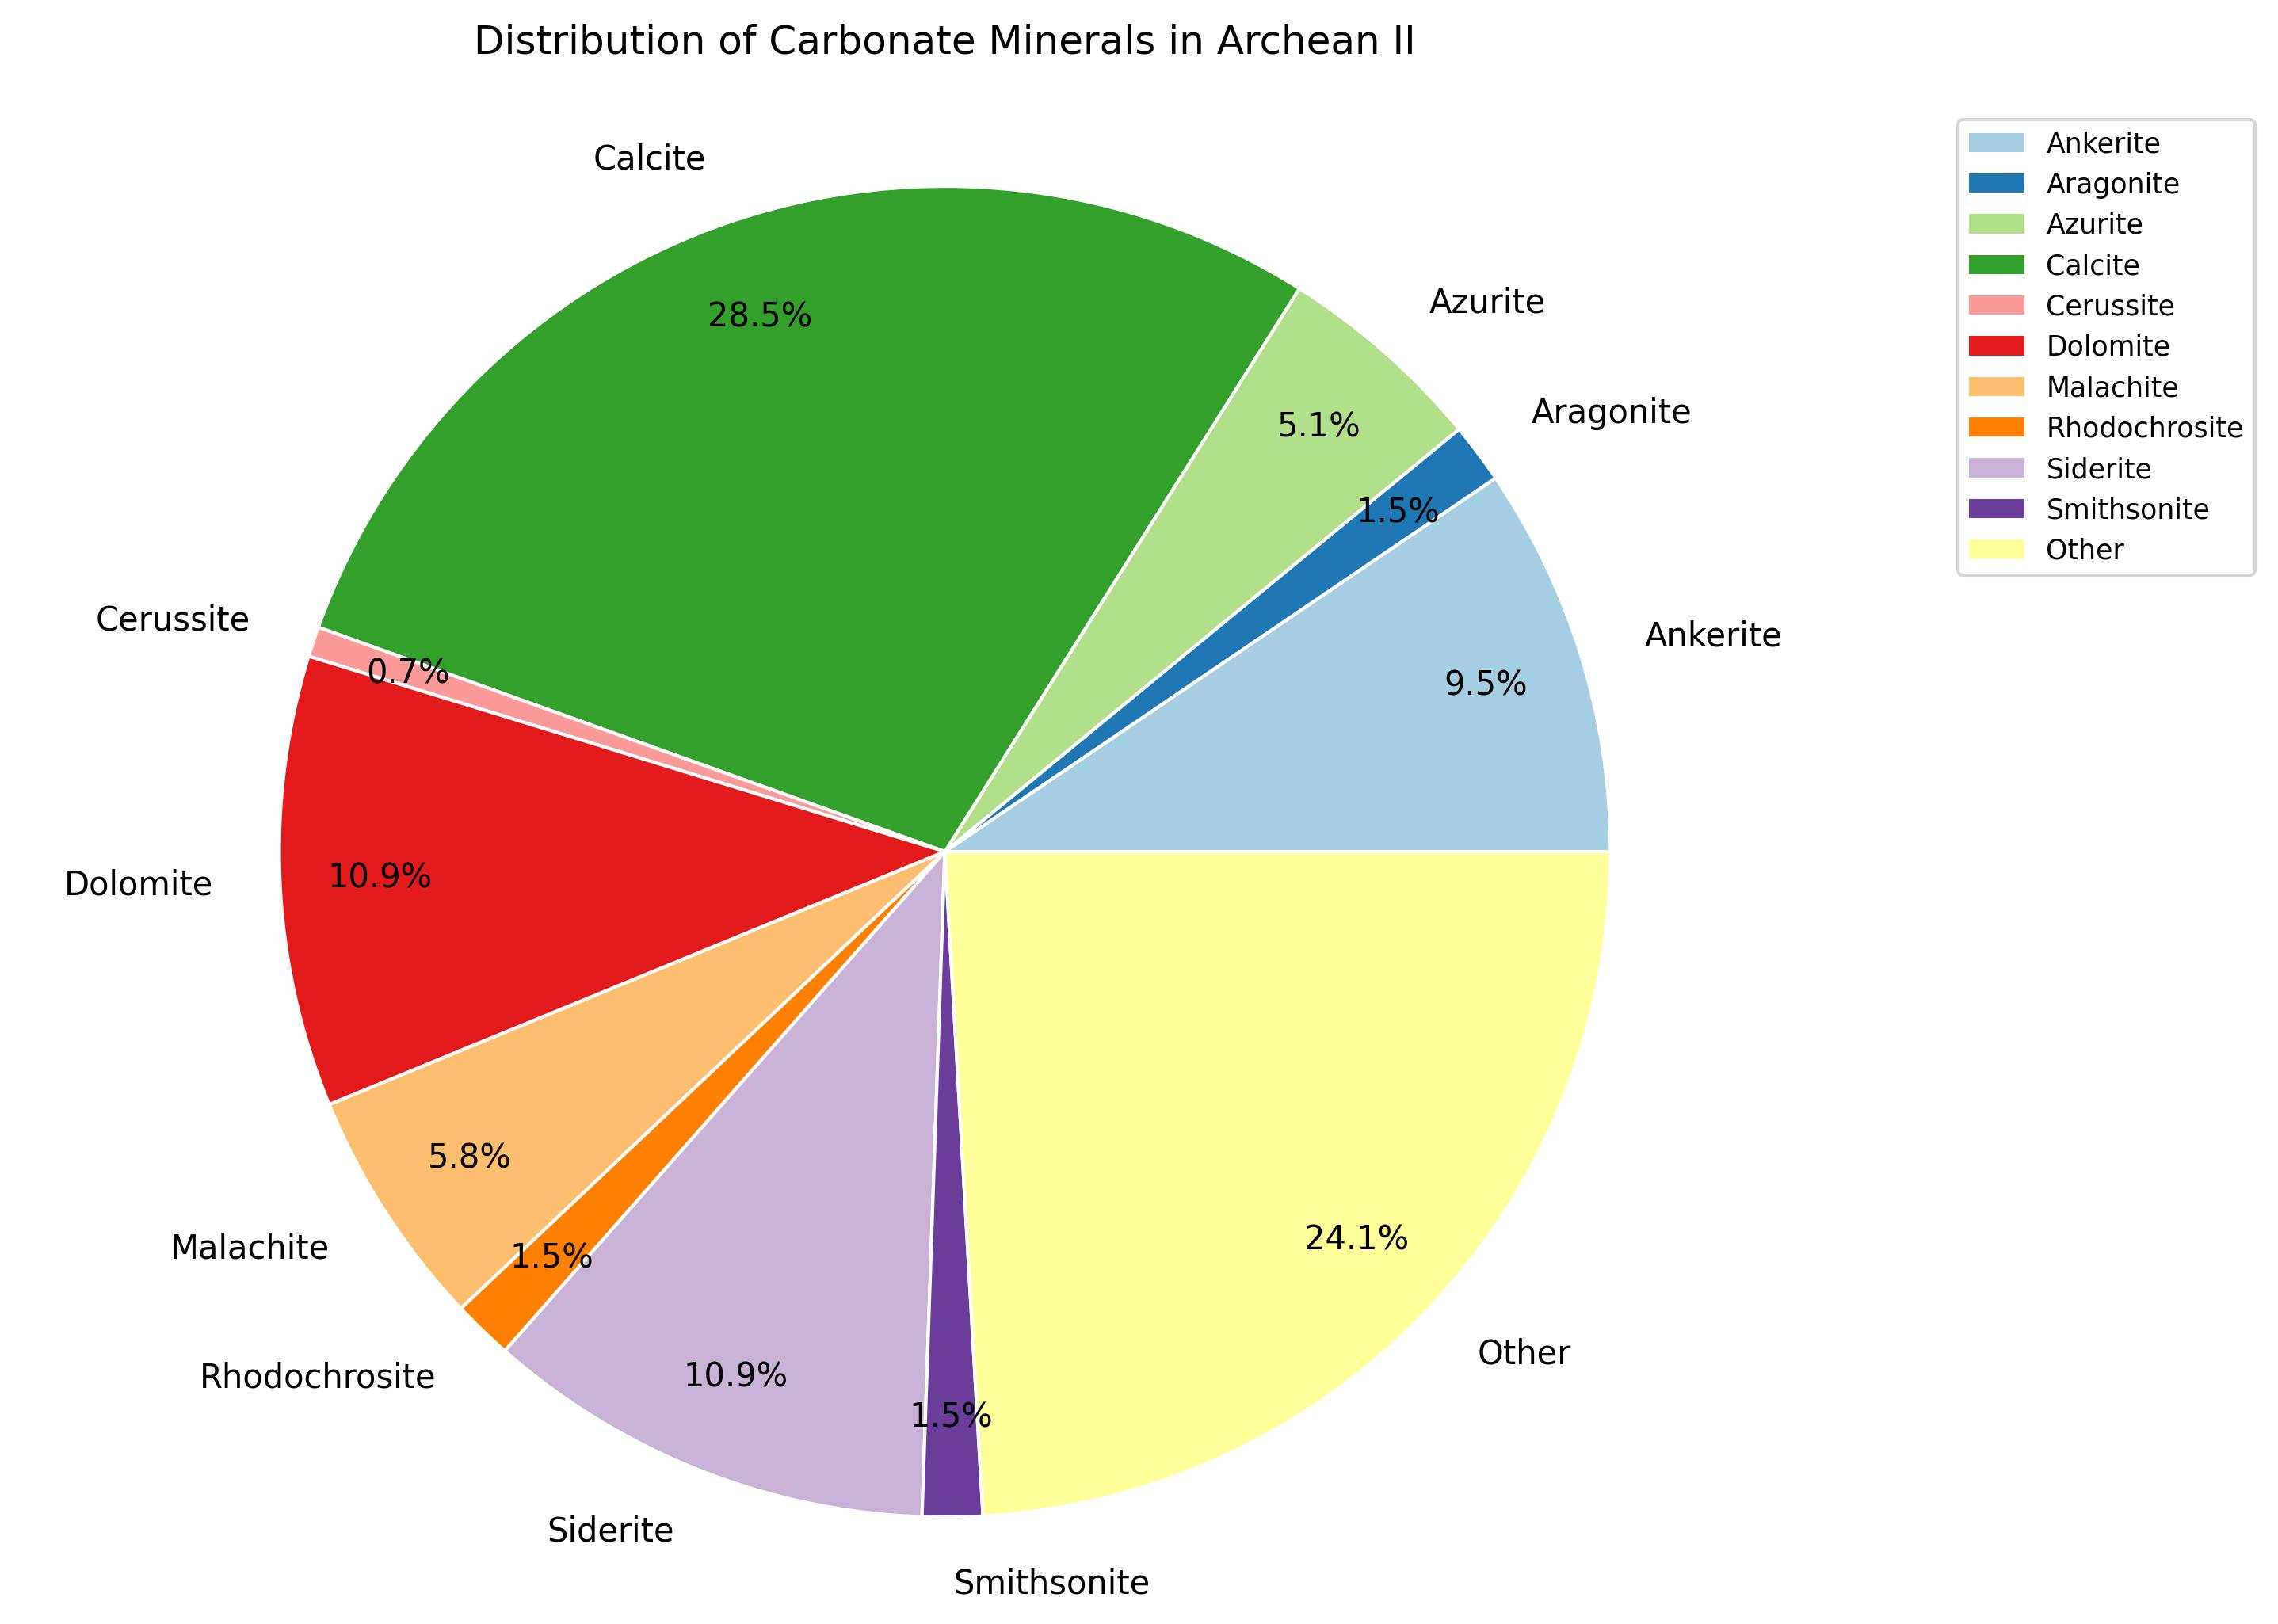 Distribution of Carbonate Minerals in Archean II
Calcite
Azurite
Aragonite
Ankerite
Cerussite
Dolomite
Malachite
Rhodochrosite
Siderite
Smithsonite
Other
28.5%
5.1%
1.5%
9.5%
0.7%
10.9%
5.8%
1.5%
10.9%
1.5%
24.1%
Ankerite
Aragonite
Azurite
Calcite
Cerussite
Dolomite
Malachite
Rhodochrosite
Siderite
Smithsonite
Other